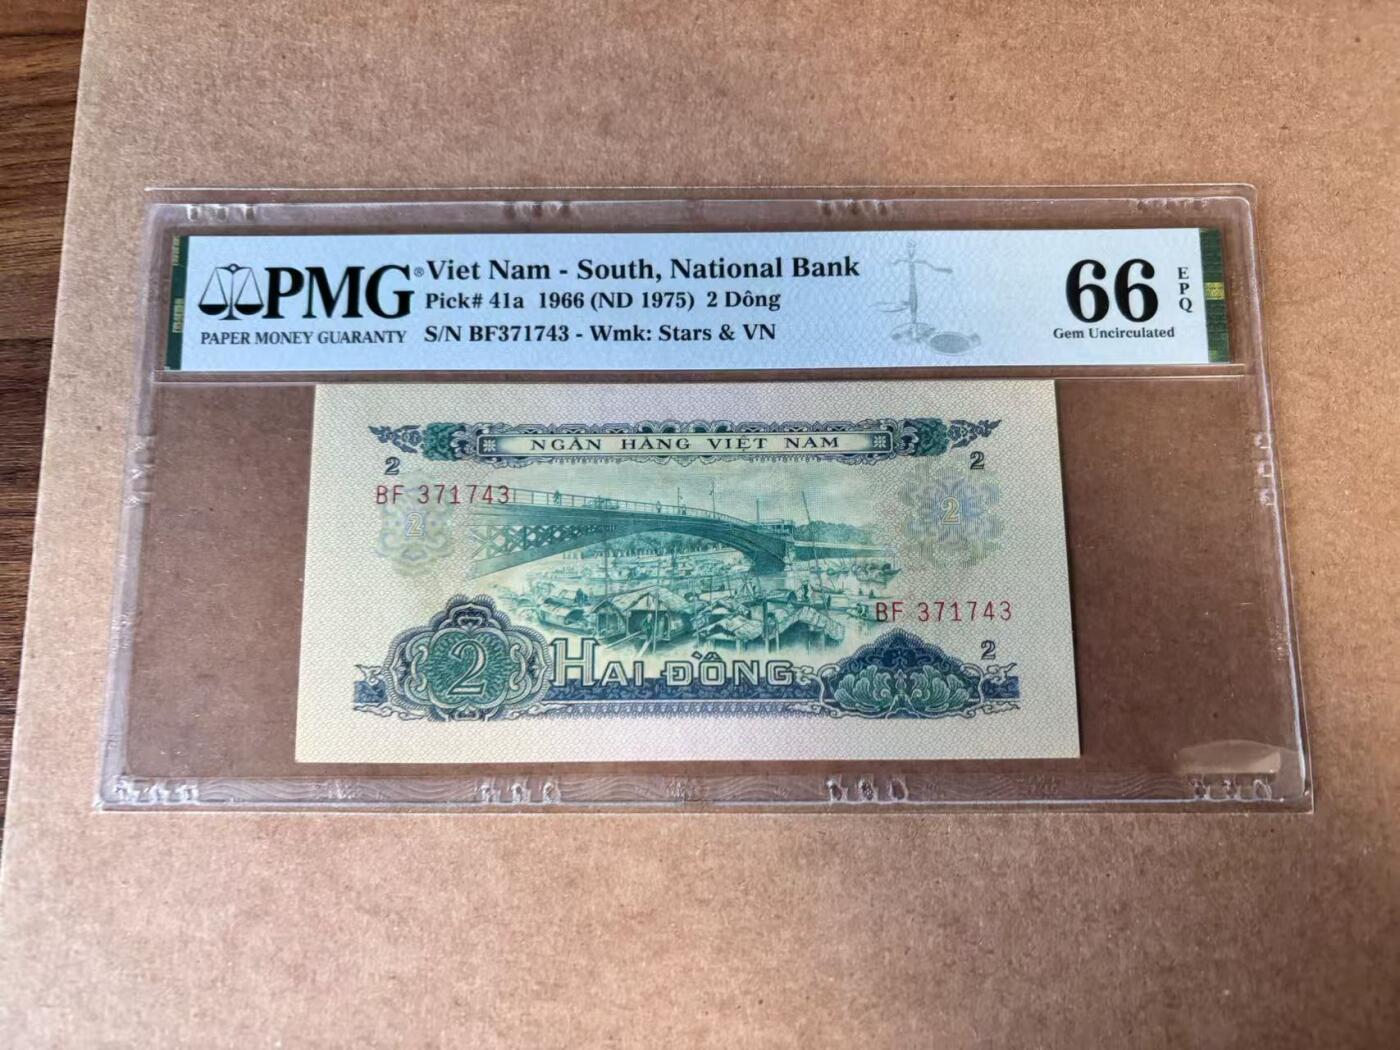 PMG® Viet Nam - South, National Bank
Pick# 41a 1966 (ND 1975) 2 Dông
PAPER MONEY GUARANTY S/N BF371743 - Wmk: Stars & VN
66 EPQ
Gem Uncirculated
NGÂN HÀNG VIỆT NAM
2 2
BF 371743
2 2
BF 371743
2
2 HAI ĐỒNG